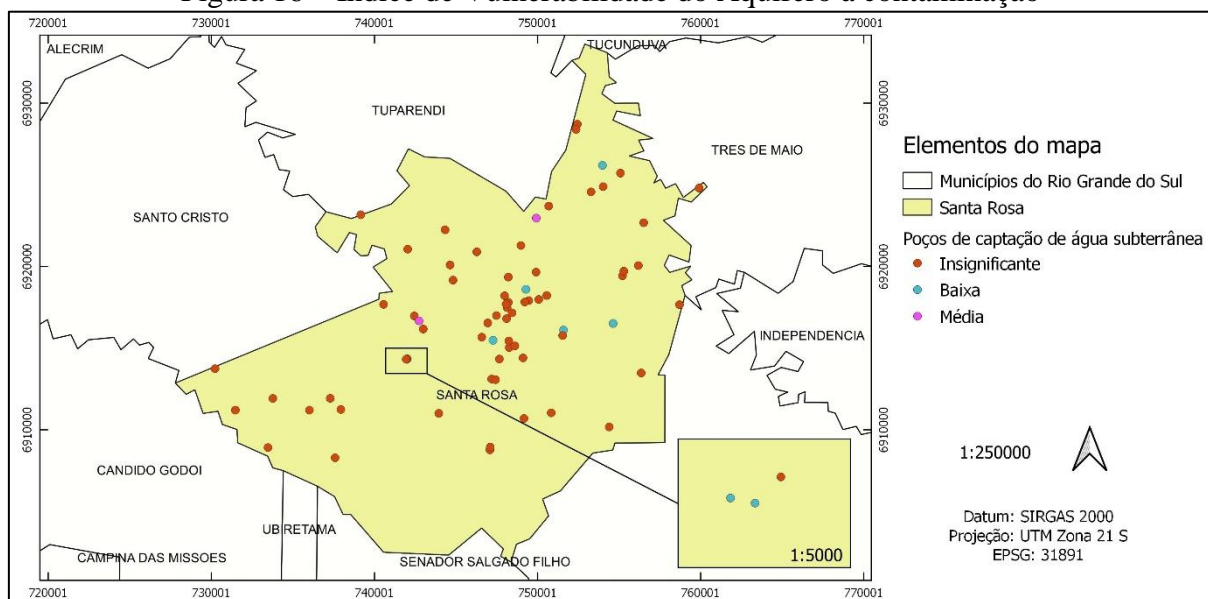 Figura 16 – Índice de Vulnerabilidade do Aquífero à contaminação
720001 730001 740001 750001 760001 770001
ALECRIM
TUCUNDUVA
6930000
6930000
TUPARENDI
TRES DE MAIO
SANTO CRISTO
6920000
6920000
INDEPENDENCIA
SANTA ROSA
6910000
6910000
CANDIDO GODOI
UBIRETAMA
CAMPINA DAS MISSOES
SENADOR SALGADO FILHO
1:5000
720001 730001 740001 750001 760001 770001
Elementos do mapa
Municípios do Rio Grande do Sul
Santa Rosa
Poços de captação de água subterrânea
Insignificante
Baixa
Média
1:250000
Datum: SIRGAS 2000
Projeção: UTM Zona 21 S
EPSG: 31891